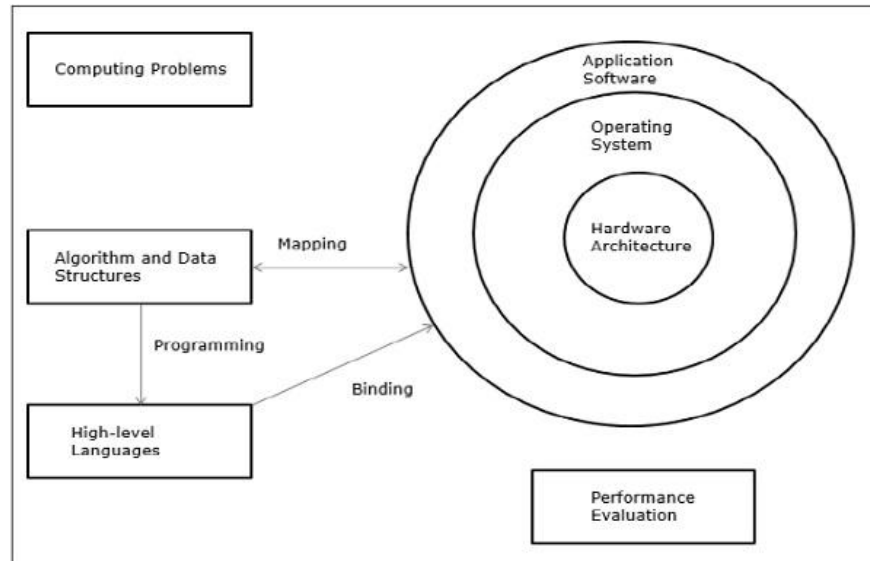 Computing Problems
Application
Software
Operating
System
Hardware
Architecture
Mapping
Algorithm and Data
Structures
Programming
Binding
High-level
Languages
Performance
Evaluation